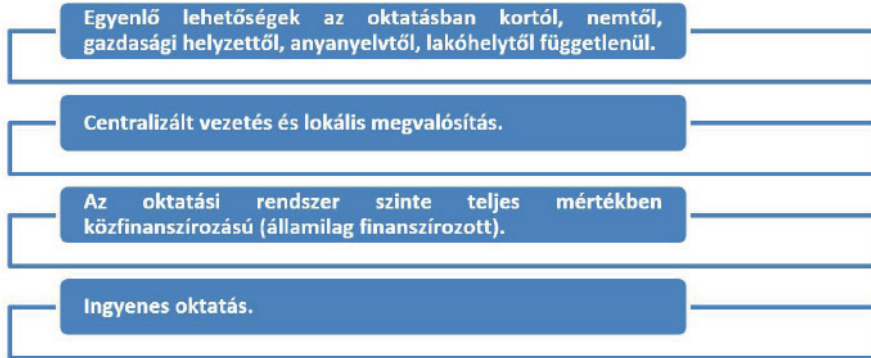 Egyenlő lehetőségek az oktatásban kortól, nemtől,
gazdasági helyzettől, anyanyelvtől, lakóhelytől függetlenül.
Centralizált vezetés és lokális megvalósítás.
Az oktatási rendszer szinte teljes mértékben
közfinanszírozású (államilag finanszírozott).
Ingyenes oktatás.